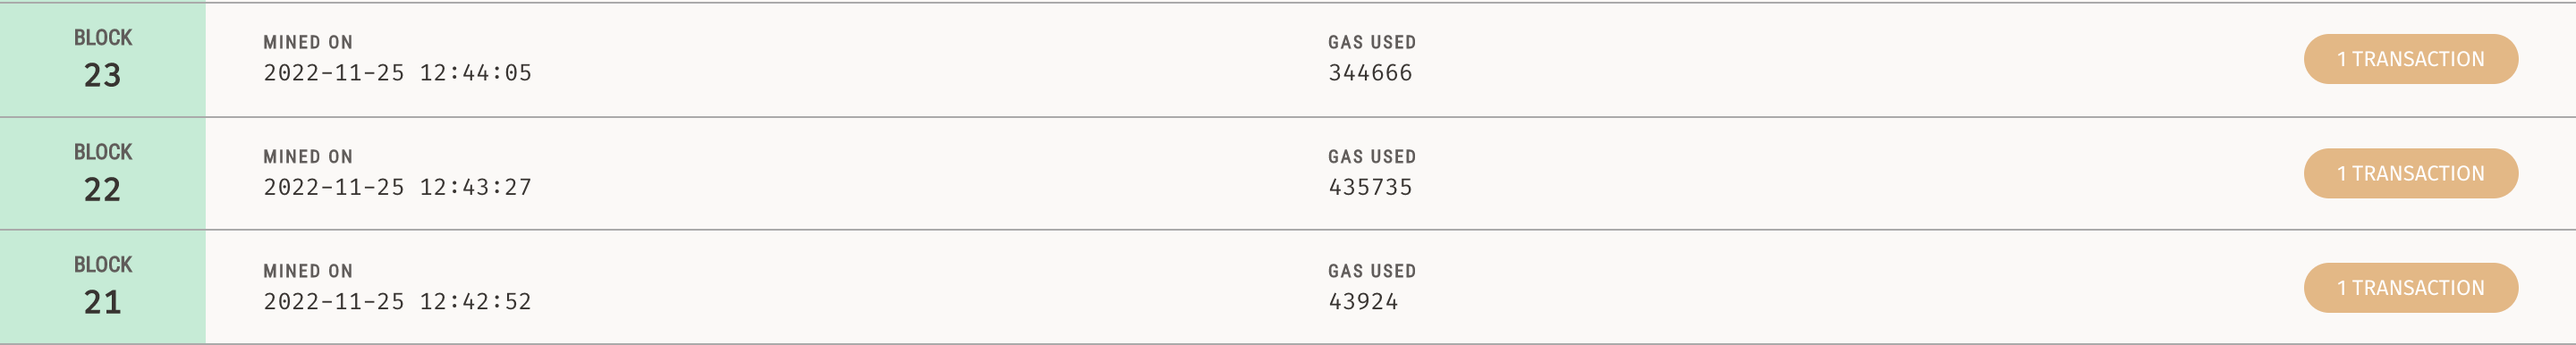 BLOCK
23
MINED ON
2022-11-25 12:44:05
GAS USED
344666
1 TRANSACTION
BLOCK
22
MINED ON
2022-11-25 12:43:27
GAS USED
435735
1 TRANSACTION
BLOCK
21
MINED ON
2022-11-25 12:42:52
GAS USED
43924
1 TRANSACTION